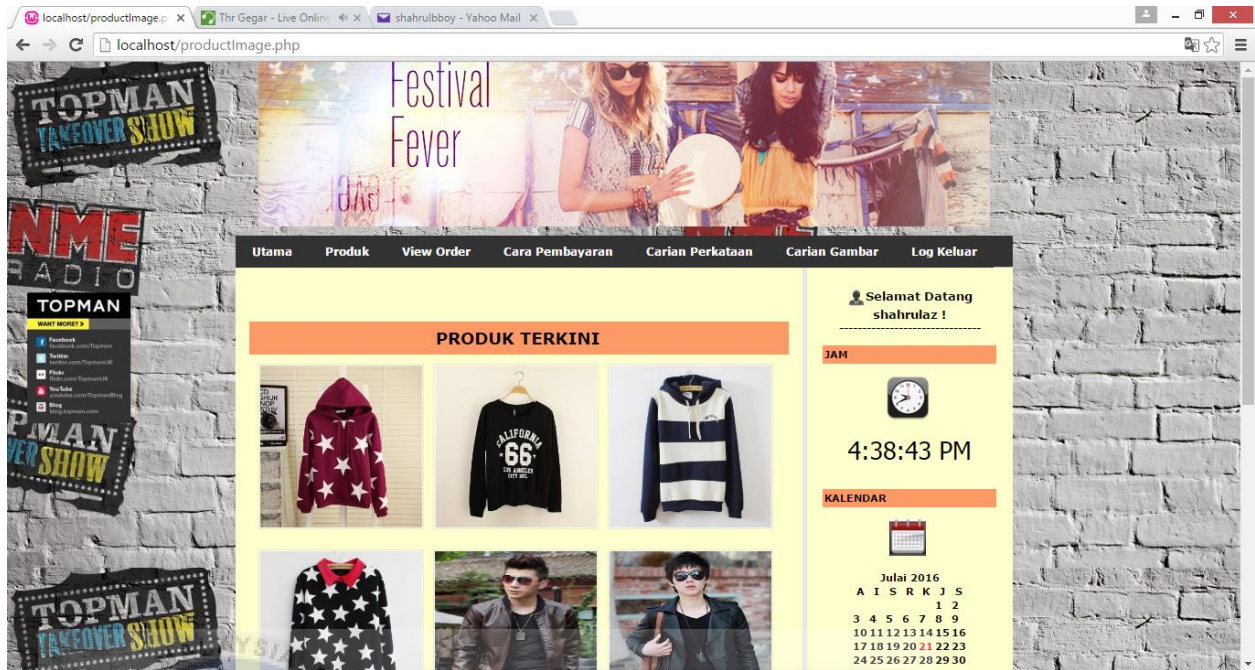 localhost/productImage.p
Thr Gegar - Live Online
shahrulbboy - Yahoo Mail
localhost/productImage.php
TOPMAN
TAKEOVER SHOW
Festival
Fever
NME
RADIO
Utama Produk View Order Cara Pembayaran Carian Perkataan Carian Gambar Log Keluar
TOPMAN
WANT MORE?
Facebook
facebook.com/Topman
Twitter
twitter.com/TopmanUK
Flickr
flickr.com/TopmanUK
YouTube
youtube.com/TopmanBlog
Blog
blog.topman.com
PMAN
VER SHOW
TOPMAN
TAKEOVER SHOW
PRODUK TERKINI
CALIFORNIA
66
LOS ANGELES
Selamat Datang
shahrulaz !
------------------------------
JAM
4:38:43 PM
KALENDAR
Julai 2016
A I S R K J S
1 2
3 4 5 6 7 8 9
10 11 12 13 14 15 16
17 18 19 20 21 22 23
24 25 26 27 28 29 30